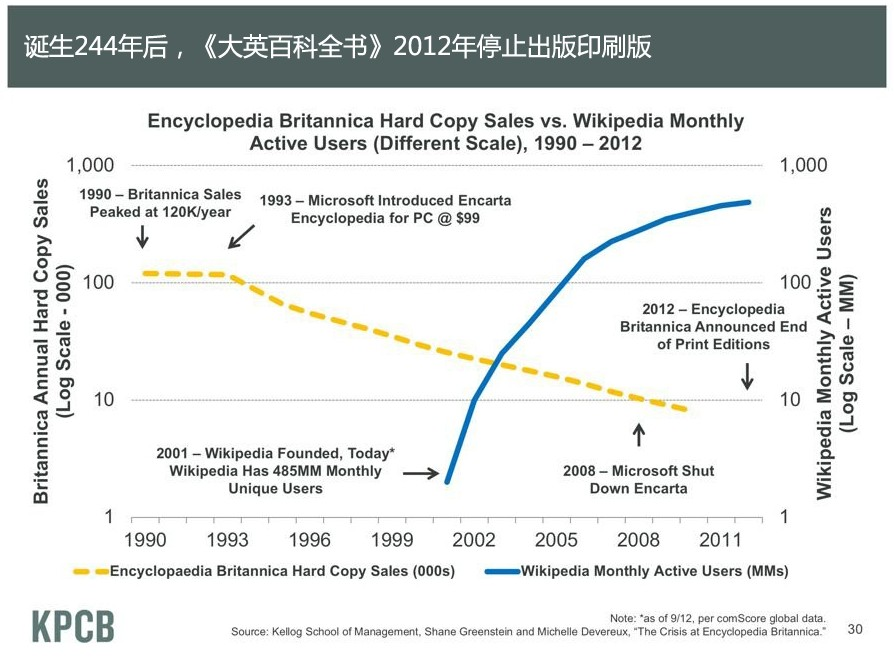 诞生244年后，《大英百科全书》2012年停止出版印刷版
Encyclopedia Britannica Hard Copy Sales vs. Wikipedia Monthly
Active Users (Different Scale), 1990 – 2012
Britannica Annual Hard Copy Sales
(Log Scale - 000)
1,000
100
10
1
1990 – Britannica Sales
Peaked at 120K/year
1993 – Microsoft Introduced Encarta
Encyclopedia for PC @ $99
2012 – Encyclopedia
Britannica Announced End
of Print Editions
2001 – Wikipedia Founded, Today*
Wikipedia Has 485MM Monthly
Unique Users
2008 – Microsoft Shut
Down Encarta
1,000
100
10
1
Wikipedia Monthly Active Users
(Log Scale – MM)
1990 1993 1996 1999 2002 2005 2008 2011
Encyclopaedia Britannica Hard Copy Sales (000s)
Wikipedia Monthly Active Users (MMs)
KPCB
Note: *as of 9/12, per comScore global data.
Source: Kellog School of Management, Shane Greenstein and Michelle Devereux, “The Crisis at Encyclopedia Britannica.”
30